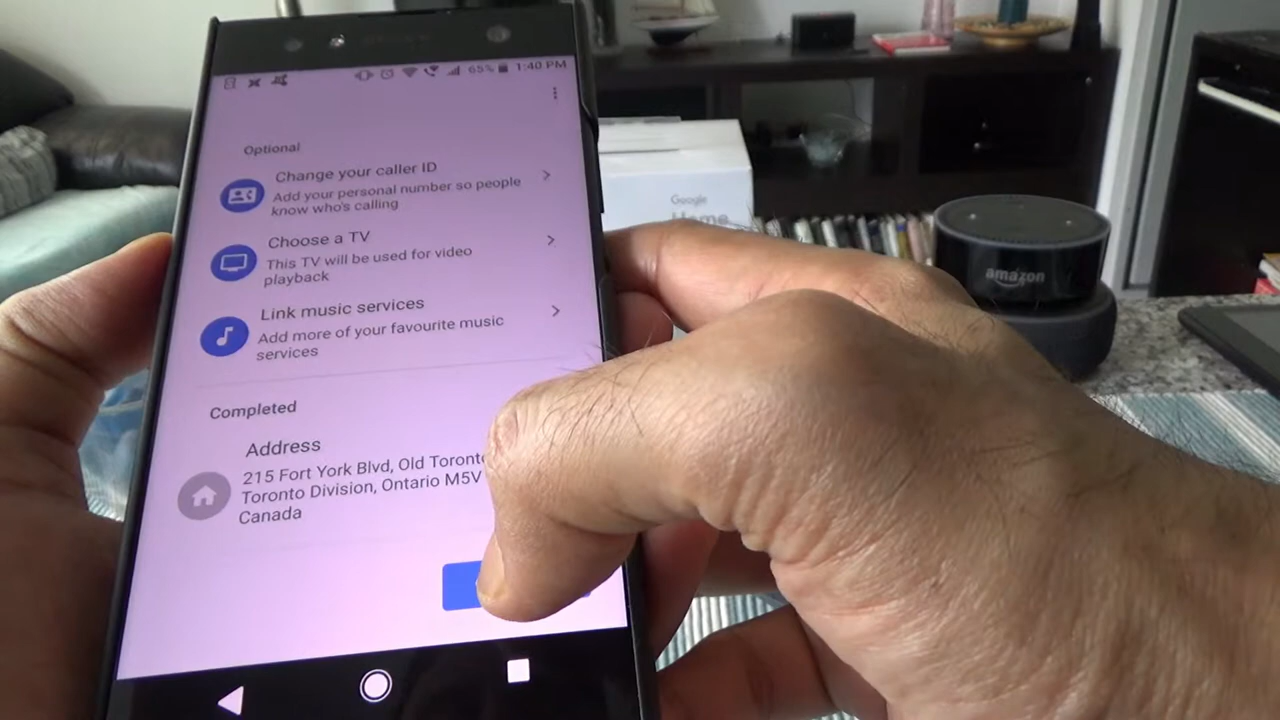 65% 1:40 PM
Optional
Change your caller ID
Add your personal number so people
know who's calling
Choose a TV
This TV will be used for video
playback
Link music services
Add more of your favourite music
services
Completed
Address
215 Fort York Blvd, Old Toronto
Toronto Division, Ontario M5V
Canada
Google
Home
amazon